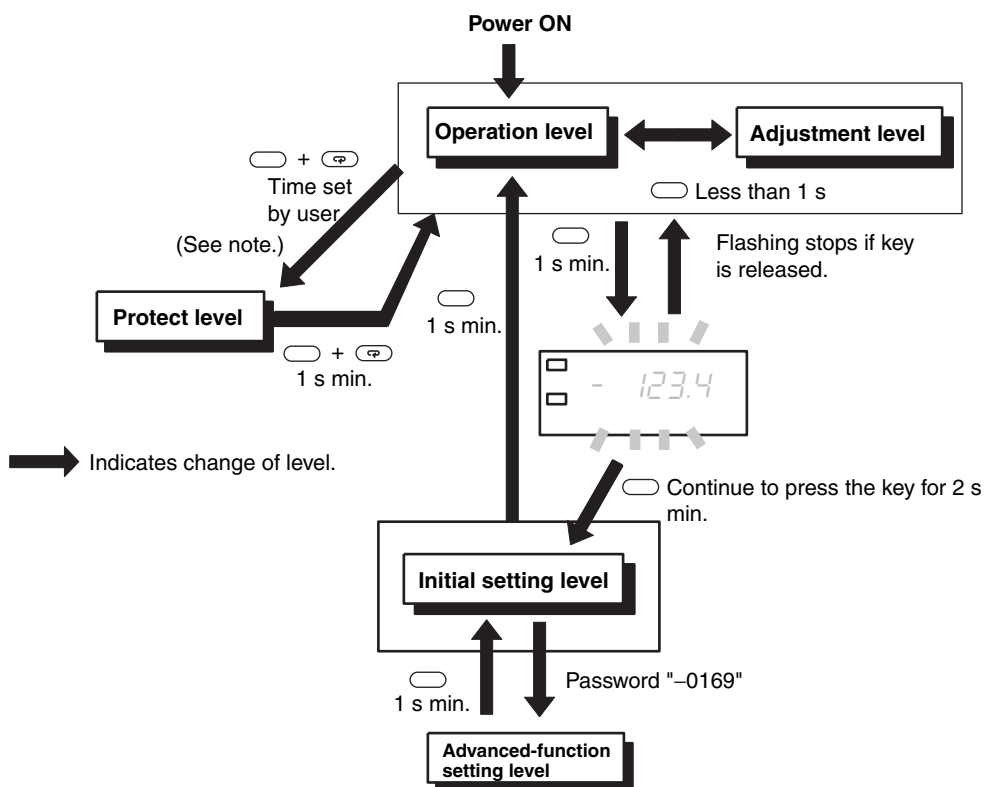 Power ON
Operation level
Adjustment level
+
Time set
by user
(See note.)
Less than 1 s
1 s min.
Flashing stops if key
is released.
Protect level
+
1 s min.
1 s min.
- 123.4
Indicates change of level.
Continue to press the key for 2 s
min.
Initial setting level
1 s min.
Password "–0169"
Advanced-function
setting level